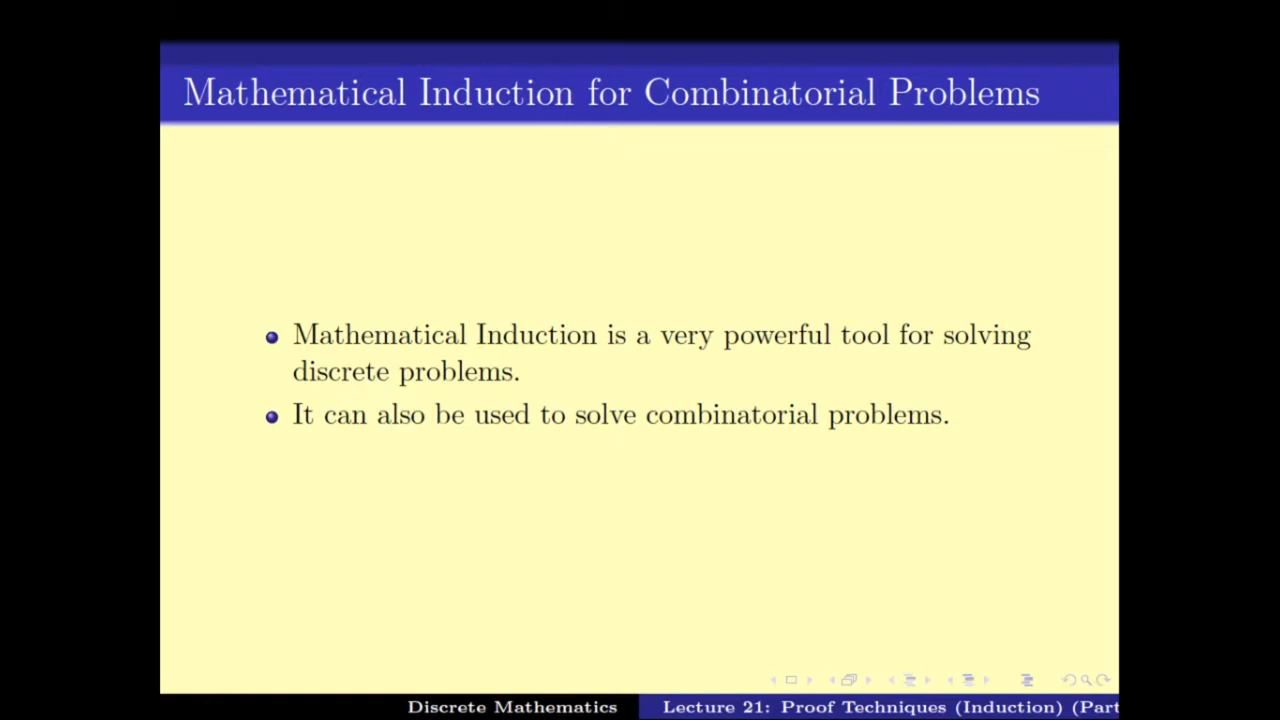 Mathematical Induction for Combinatorial Problems
Mathematical Induction is a very powerful tool for solving
discrete problems.
It can also be used to solve combinatorial problems.
Discrete Mathematics
Lecture 21: Proof Techniques (Induction) (Part